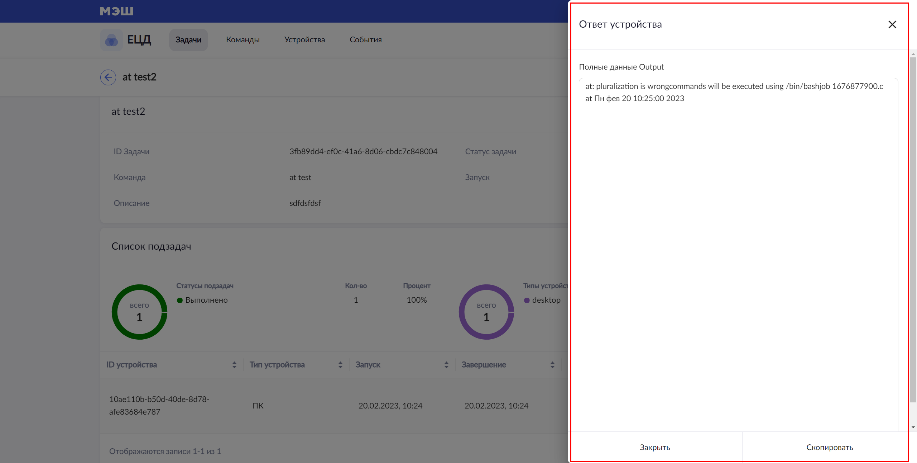 МЭШ
ЕЦД Задачи Команды Устройства События
at test2
at test2
ID Задачи 3fb89dd4-cf0c-41a6-8d06-cbdc7c848004 Статус задачи
Команда at test Запуск
Описание sdfdsfdsf
Список подзадач
Статусы подзадач Кол-во Процент Типы устройс
Выполнено 1 100% desktop
всего 1
всего 1
ID устройства Тип устройства Запуск Завершение
10ae110b-b50d-40de-8d78-
afe83684e787
ПК 20.02.2023, 10:24 20.02.2023, 10:24
Отображаются записи 1-1 из 1
Ответ устройства
Полные данные Output
at: pluralization is wrongcommands will be executed using /bin/bashjob 1676877900.c
at Пн фев 20 10:25:00 2023
Закрыть Скопировать